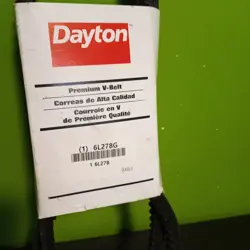 Dayton
Premium V-Belt
Correas de Alta Calidad
Courroie en V
de Première Qualité
(1) 6L278G
1 6L278